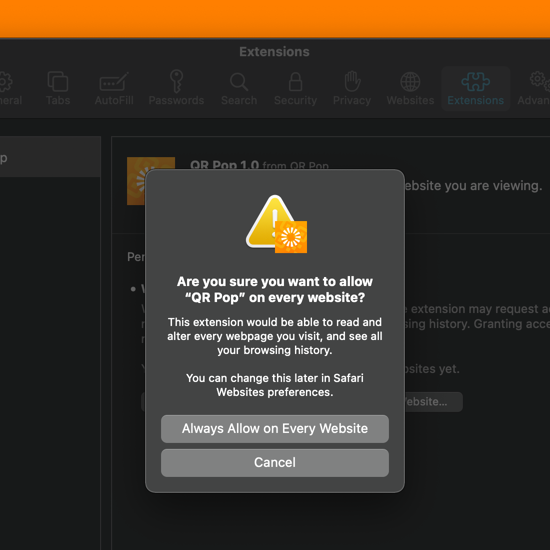 Extensions
neral Tabs AutoFill Passwords Search Security Privacy Websites Extensions Advan
p
QR Pop 1.0 from QR Pop
ebsite you are viewing.
Per
Are you sure you want to allow
“QR Pop” on every website?
e extension may request a
sing history. Granting acce
This extension would be able to read and
alter every webpage you visit, and see all
your browsing history.
bsites yet.
You can change this later in Safari
Websites preferences.
ebsite...
Always Allow on Every Website
Cancel